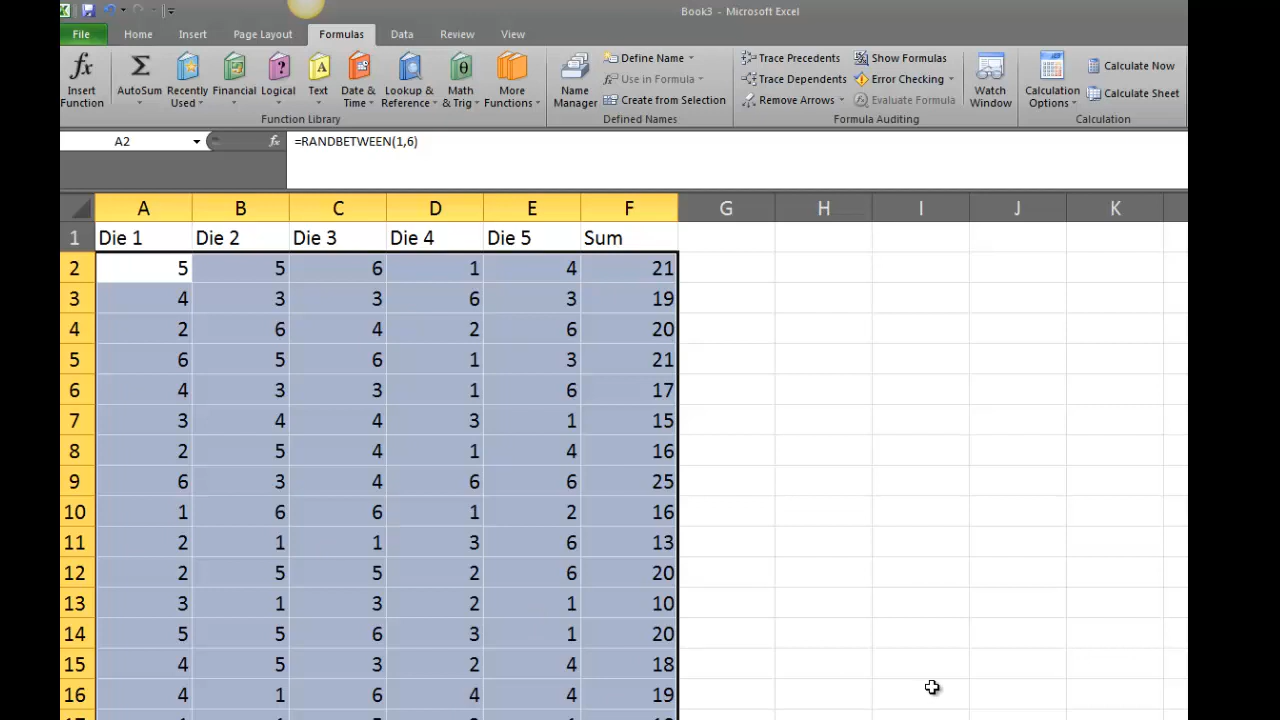 Book3 - Microsoft Excel
File Home Insert Page Layout Formulas Data Review View
fx Σ A ? θ
Insert Function
AutoSum
Recently Used
Financial
Logical
Text
Date & Time
Lookup & Reference
Math & Trig
More Functions
Function Library
Name Manager
Define Name
Use in Formula
Create from Selection
Defined Names
Trace Precedents
Trace Dependents
Remove Arrows
Show Formulas
Error Checking
Evaluate Formula
Formula Auditing
Watch Window
Calculation Options
Calculate Now
Calculate Sheet
Calculation
A2 fx =RANDBETWEEN(1,6)
A B C D E F G H I J K
1 Die 1 Die 2 Die 3 Die 4 Die 5 Sum
2 5 5 6 1 4 21
3 4 3 3 6 3 19
4 2 6 4 2 6 20
5 6 5 6 1 3 21
6 4 3 3 1 6 17
7 3 4 4 3 1 15
8 2 5 4 1 4 16
9 6 3 4 6 6 25
10 1 6 6 1 2 16
11 2 1 1 3 6 13
12 2 5 5 2 6 20
13 3 1 3 2 1 10
14 5 5 6 3 1 20
15 4 5 3 2 4 18
16 4 1 6 4 4 19